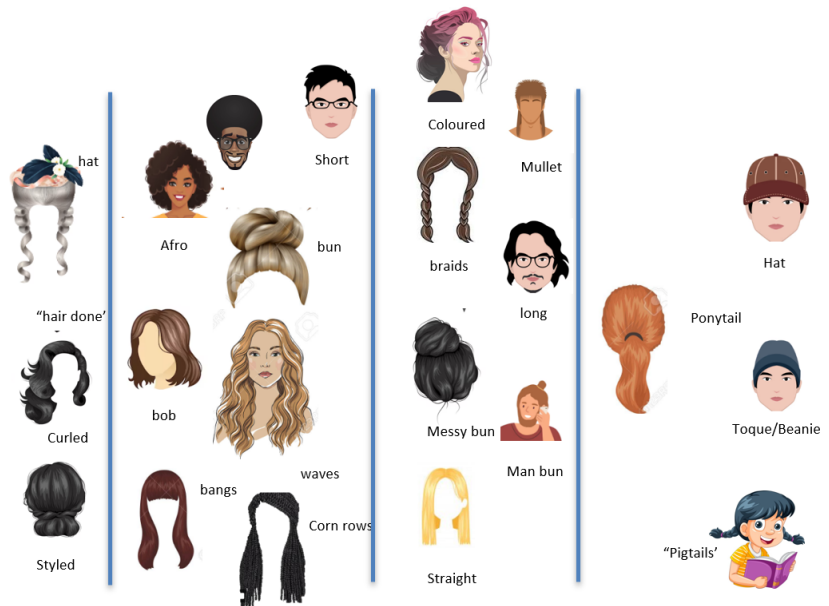 hat
"hair done'
Curled
Styled
Short
Afro
bun
bob
waves
bangs
Corn rows
Coloured
Mullet
braids
long
Messy bun
Man bun
Straight
Hat
Ponytail
Toque/Beanie
"Pigtails'